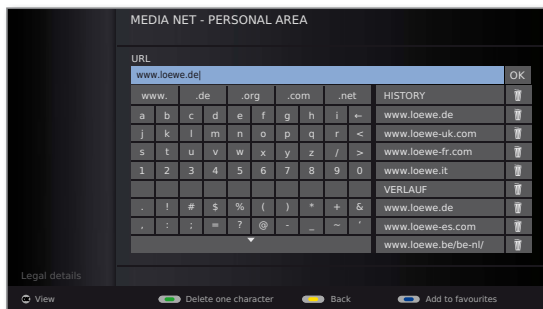 MEDIA NET - PERSONAL AREA
URL
www.loewe.de OK
www. .de .org .com .net HISTORY
a b c d e f g h i ← www.loewe.de
j k l m n o p q r < www.loewe-uk.com
s t u v w x y z / > www.loewe-fr.com
1 2 3 4 5 6 7 8 9 0 www.loewe.it
VERLAUF
. ! # $ % ( ) * + & www.loewe.de
, : ; = ? @ - _ ~ ' www.loewe-es.com
www.loewe.be/be-nl/
Legal details
View Delete one character Back Add to favourites